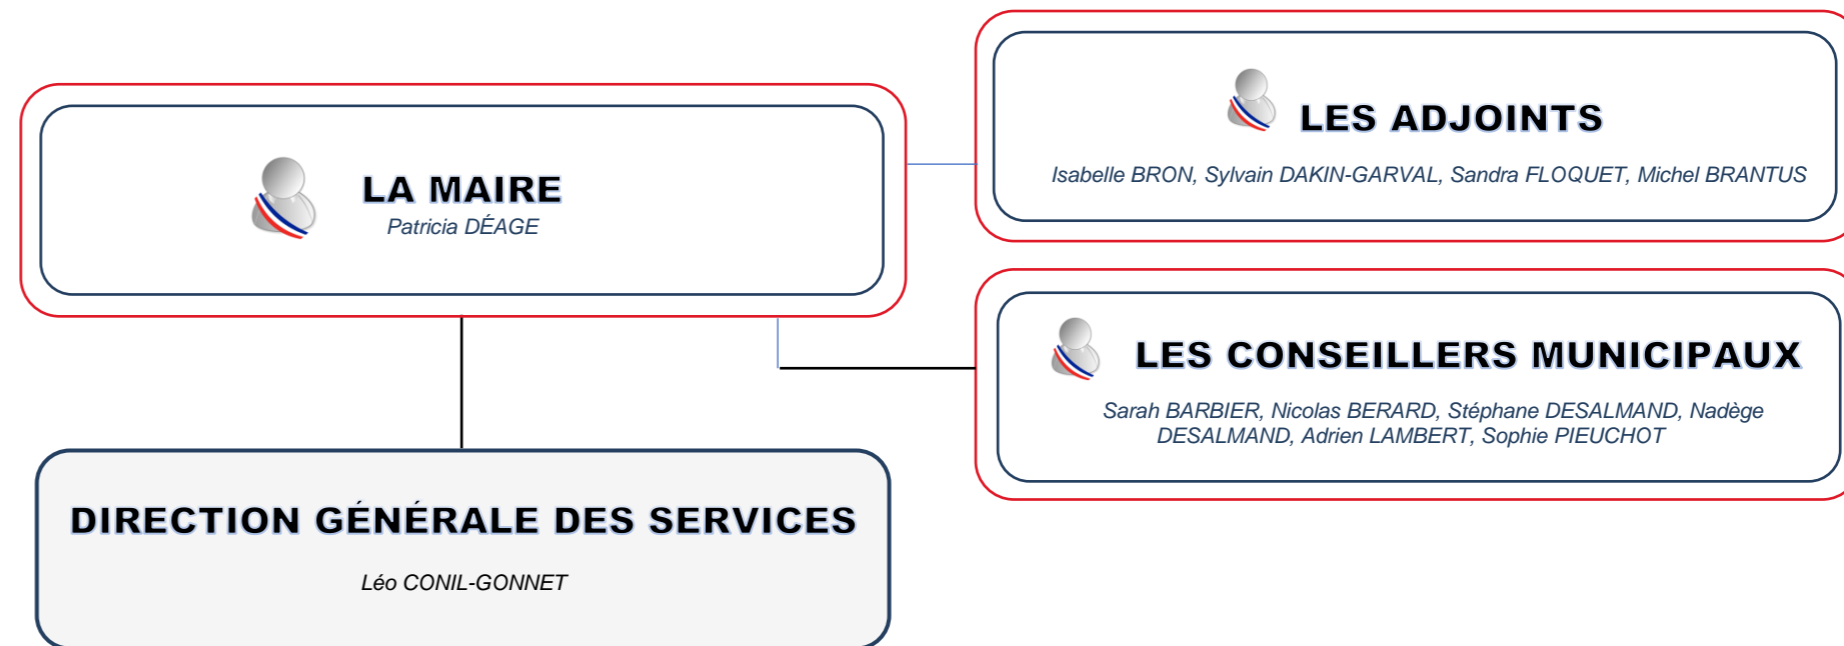 LA MAIRE
Patricia DÉAGE
LES ADJOINTS
Isabelle BRON, Sylvain DAKIN-GARVAL, Sandra FLOQUET, Michel BRANTUS
LES CONSEILLERS MUNICIPAUX
Sarah BARBIER, Nicolas BERARD, Stéphane DESALMAND, Nadège
DESALMAND, Adrien LAMBERT, Sophie PIEUCHOT
DIRECTION GÉNÉRALE DES SERVICES
Léo CONIL-GONNET